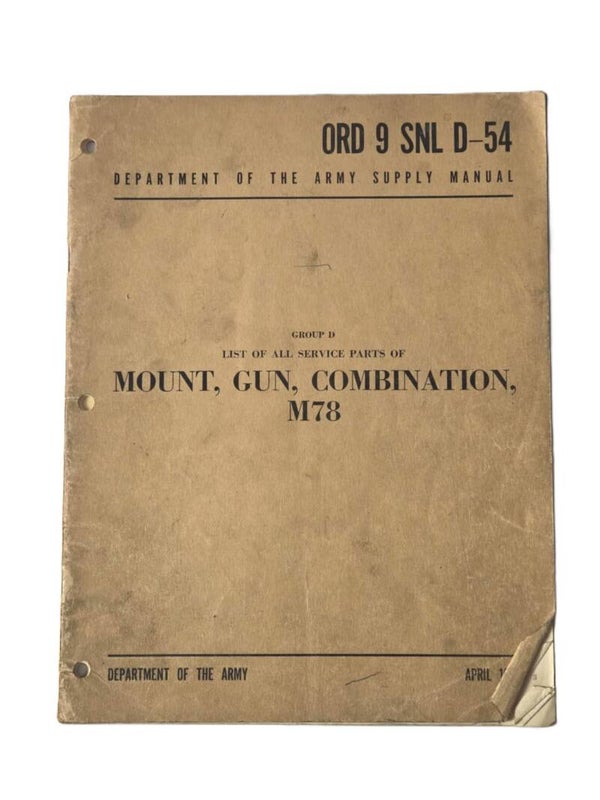 ORD 9 SNL D-54
DEPARTMENT OF THE ARMY SUPPLY MANUAL
GROUP D
LIST OF ALL SERVICE PARTS OF
MOUNT, GUN, COMBINATION,
M78
DEPARTMENT OF THE ARMY
APRIL